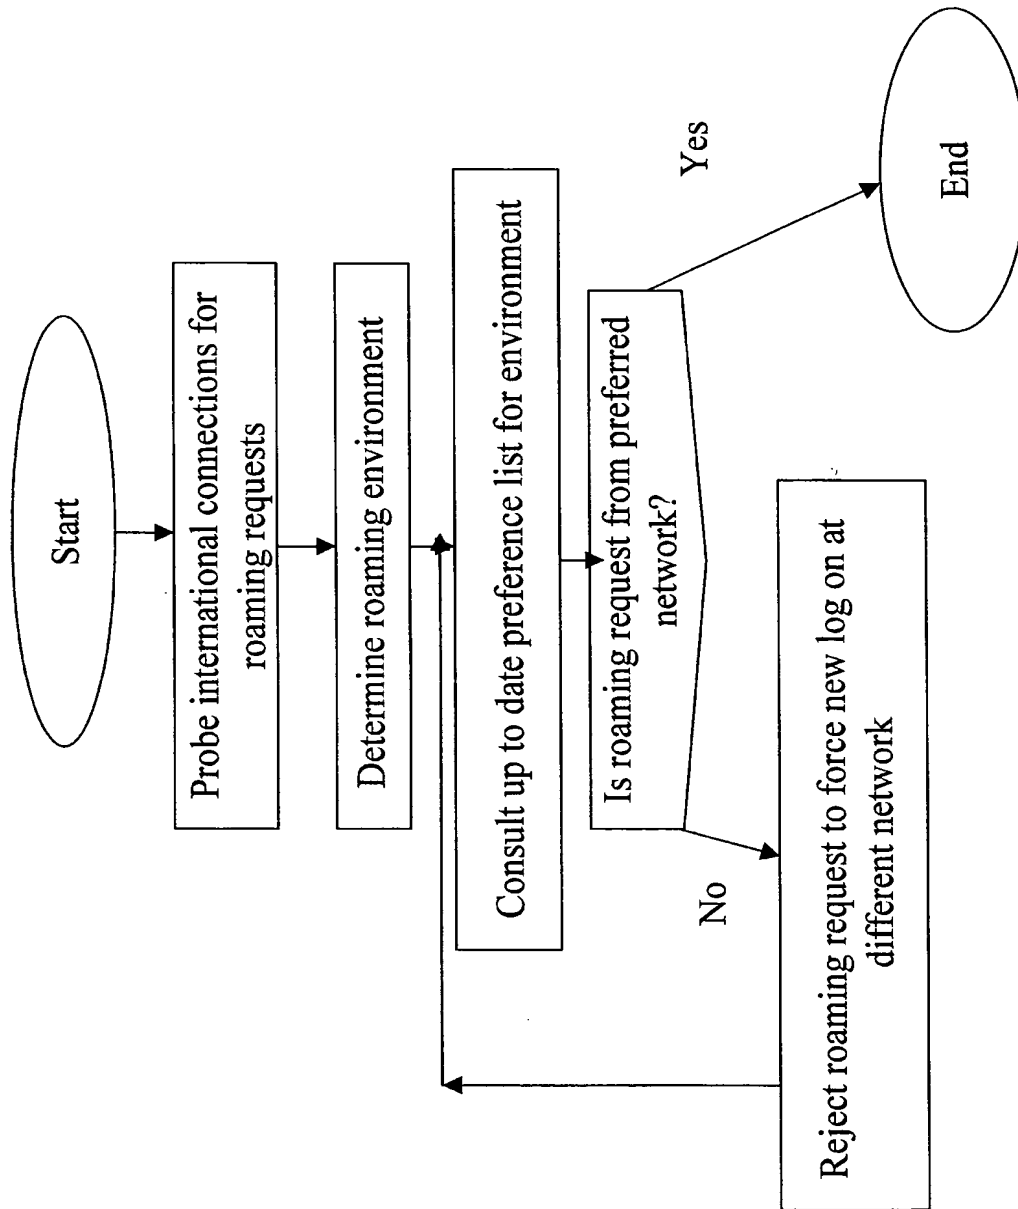 Start
Probe international connections for
roaming requests
Determine roaming environment
Consult up to date preference list for environment
Is roaming request from preferred
network?
Yes
No
Reject roaming request to force new log on at
different network
End